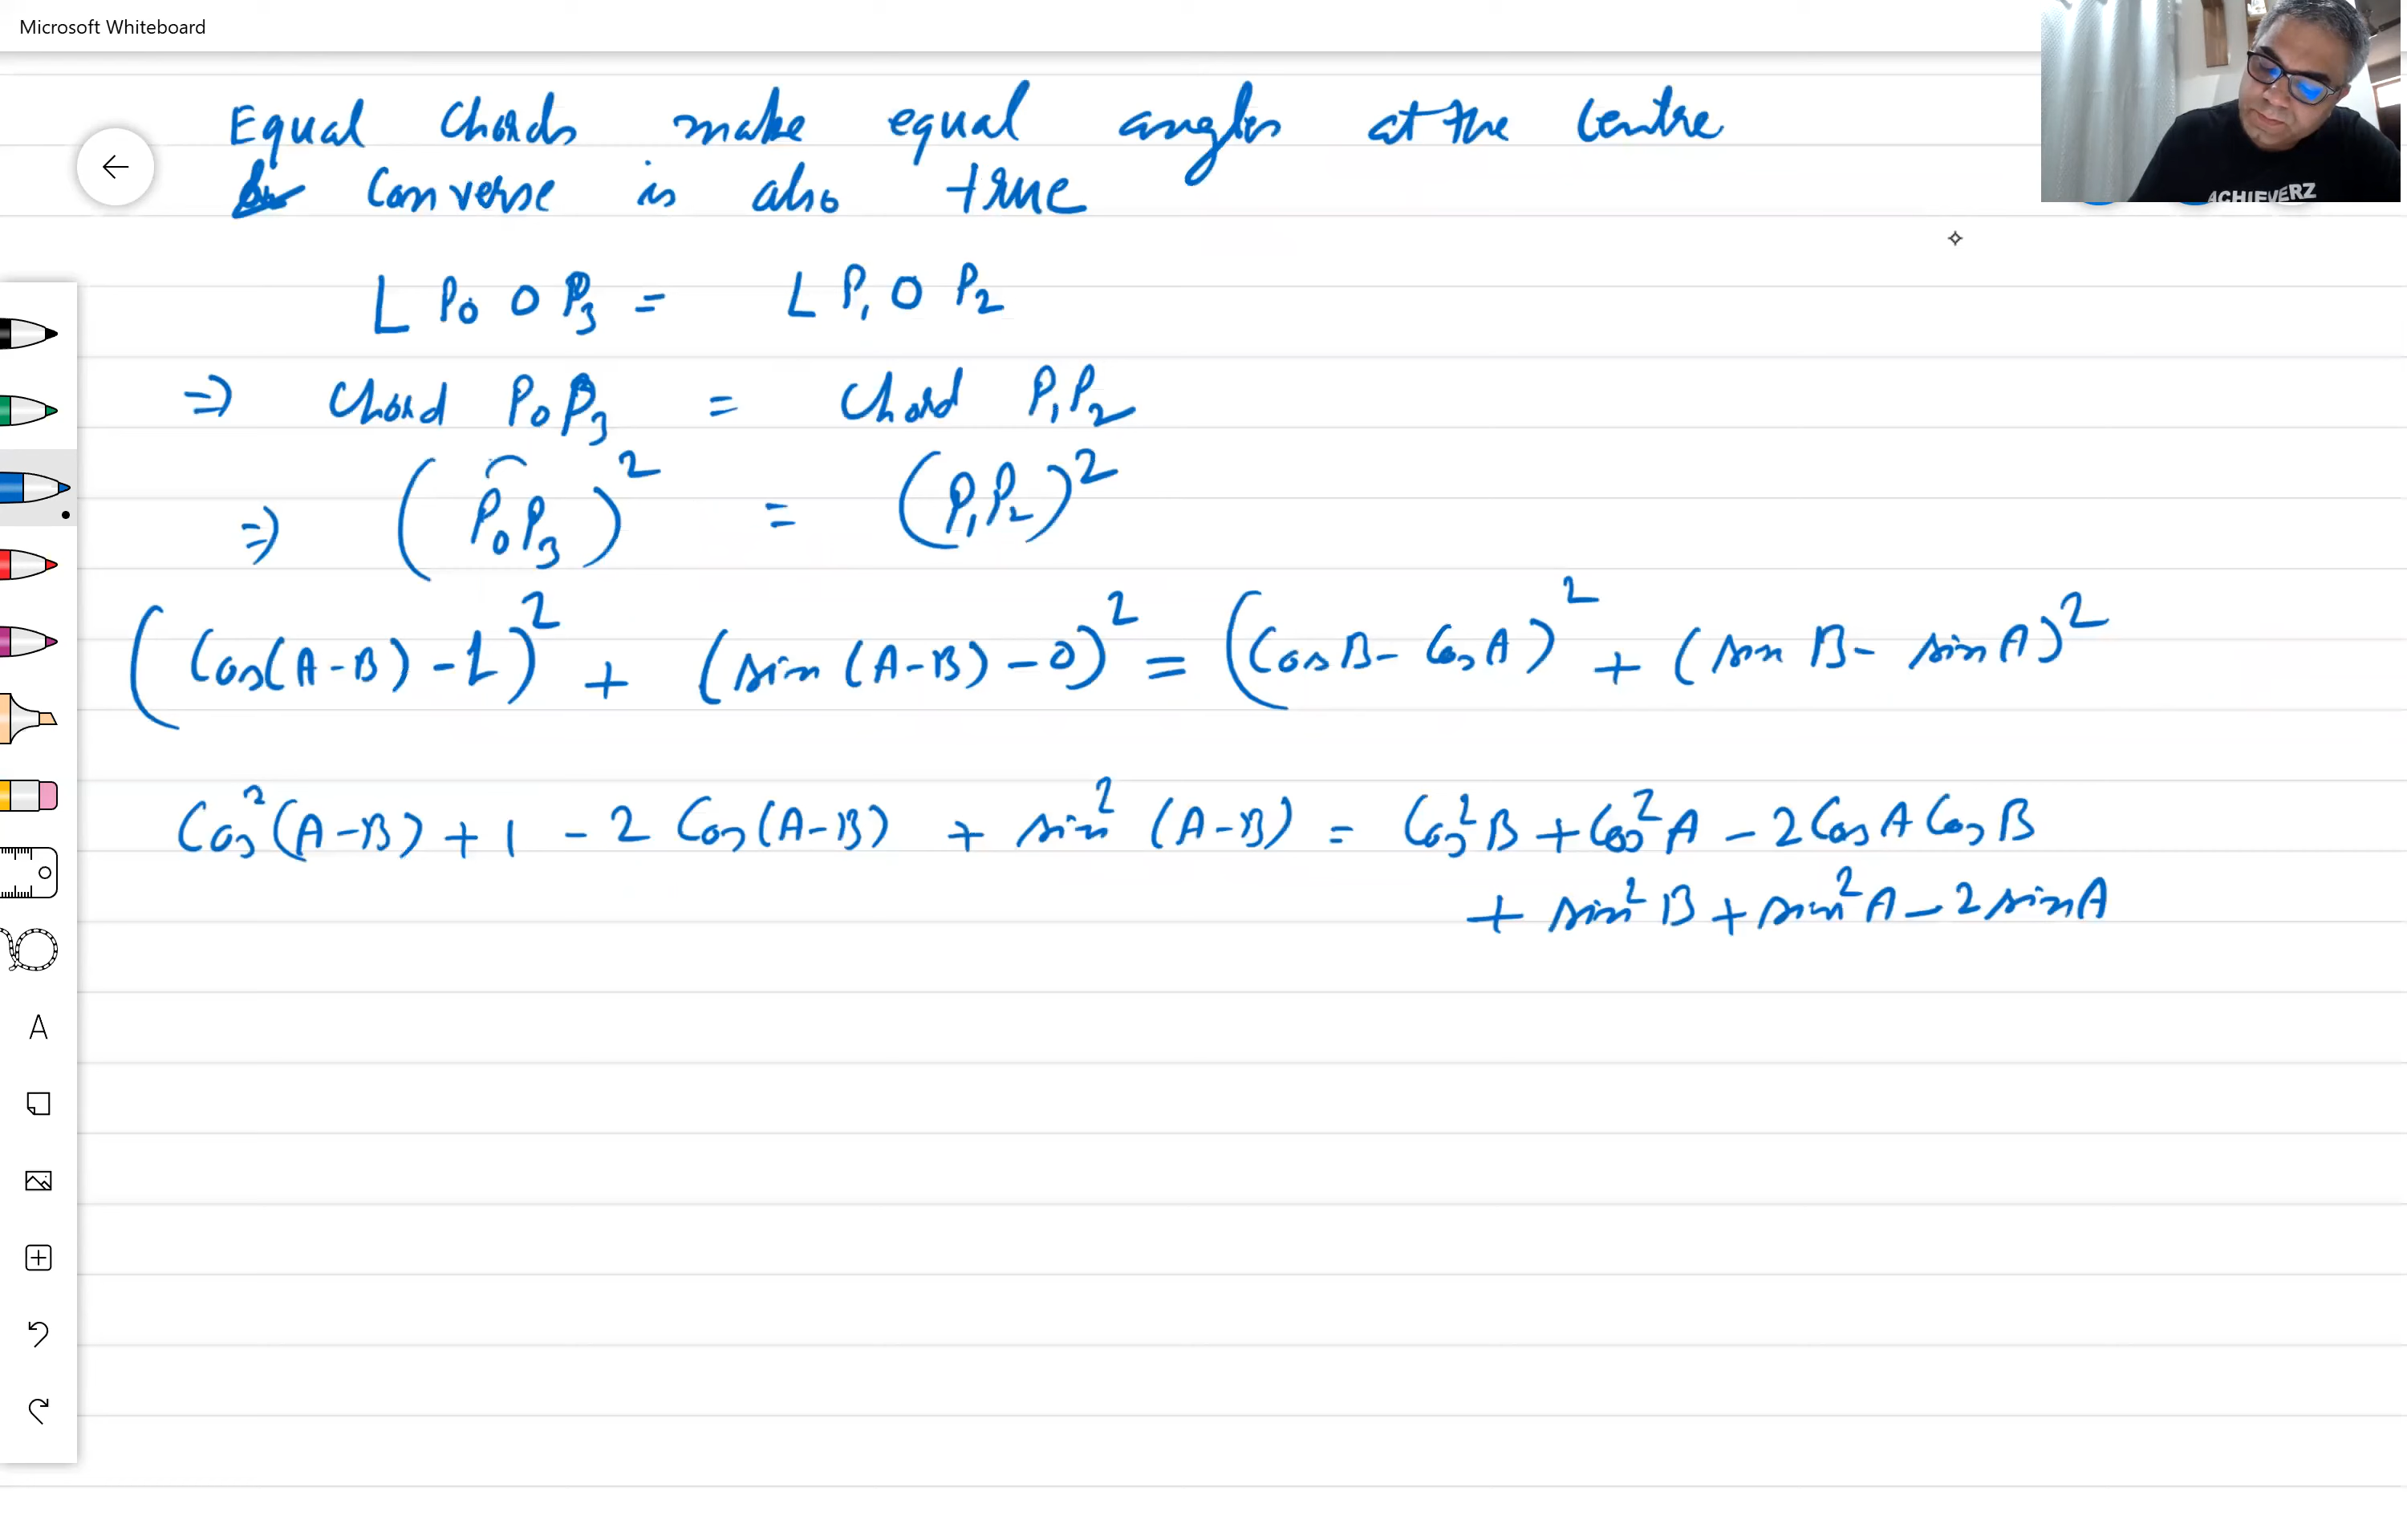 Microsoft Whiteboard
ACHIEVERZ
Equal Chords make equal angles at the Centre
Converse is also true
L P₀ O P₃ = L P₁ O P₂
⇒ Chord P₀P₃ = Chord P₁P₂
⇒ (P₀P₃)² = (P₁P₂)²
(Cos(A-B) -1)² + (sin (A-B) -0)² = (Cos B - Cos A)² + (sin B - sin A)²
Cos²(A-B) + 1 - 2 Cos(A-B) + sin² (A-B) = Cos²B + Cos²A - 2 Cos A Cos B
+ sin² B + sin² A - 2 sin A
A